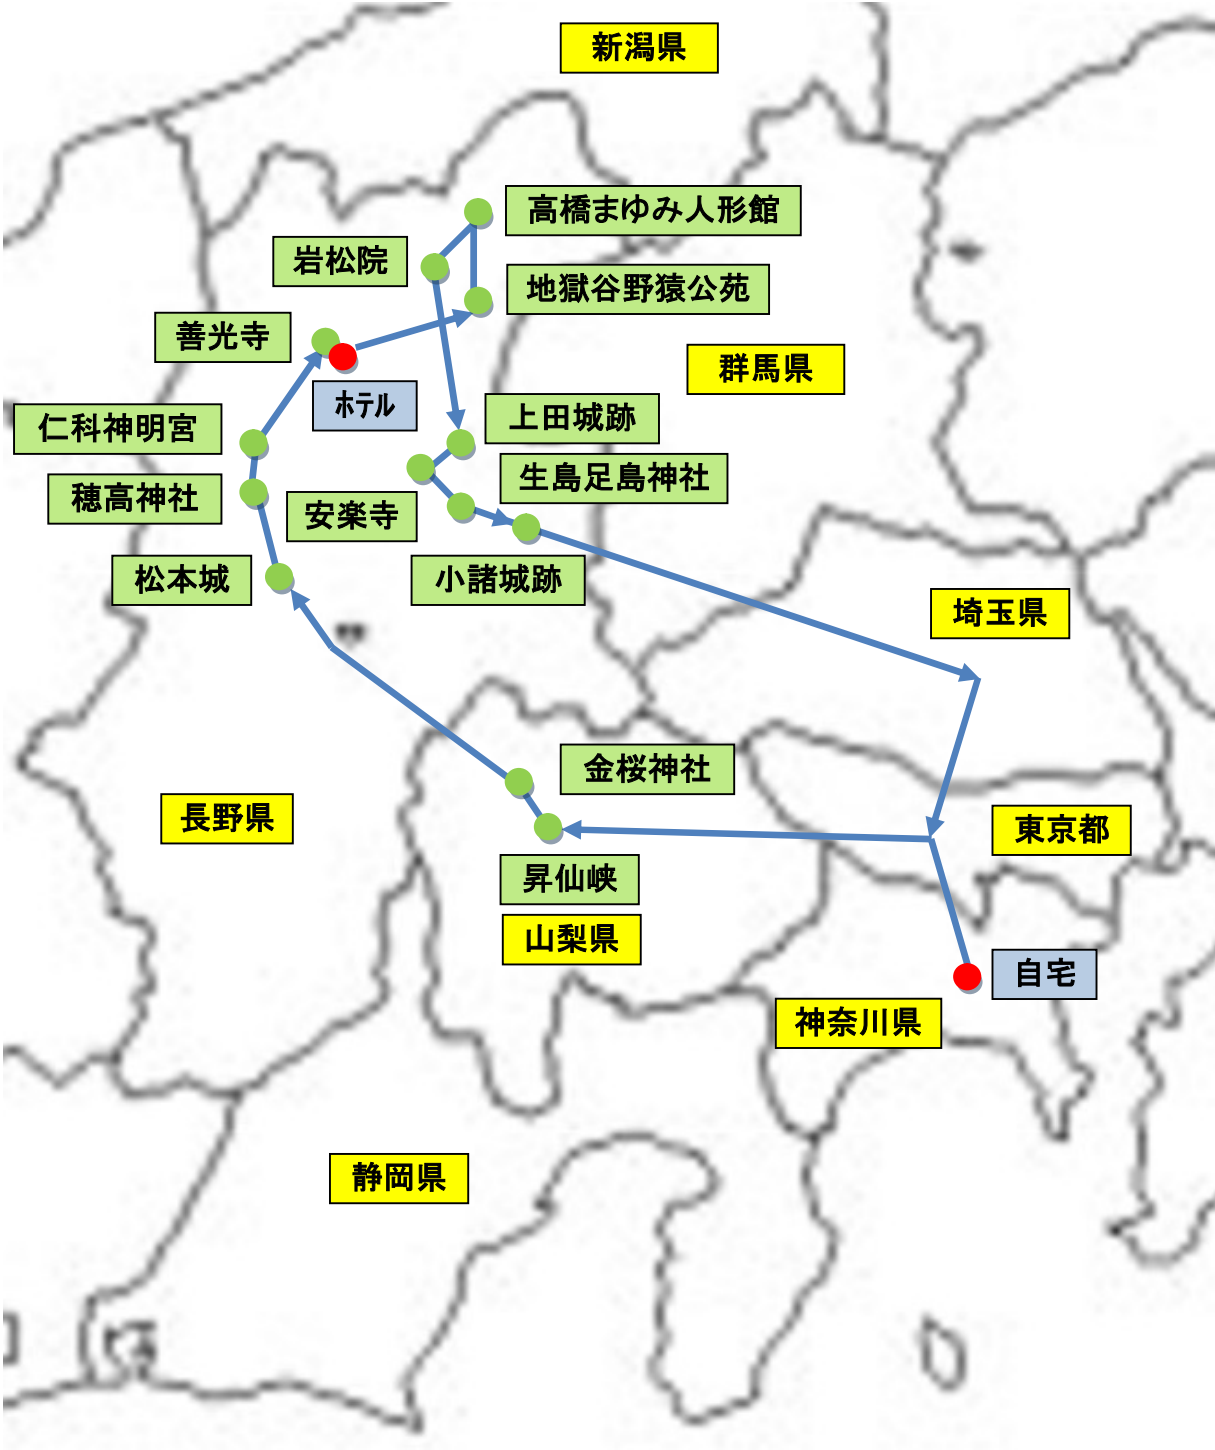 新潟県
高橋まゆみ人形館
岩松院
地獄谷野猿公苑
善光寺
群馬県
ホテル
上田城跡
仁科神明宮
生島足島神社
穂高神社
安楽寺
松本城
小諸城跡
埼玉県
金桜神社
長野県
東京都
昇仙峡
山梨県
自宅
神奈川県
静岡県